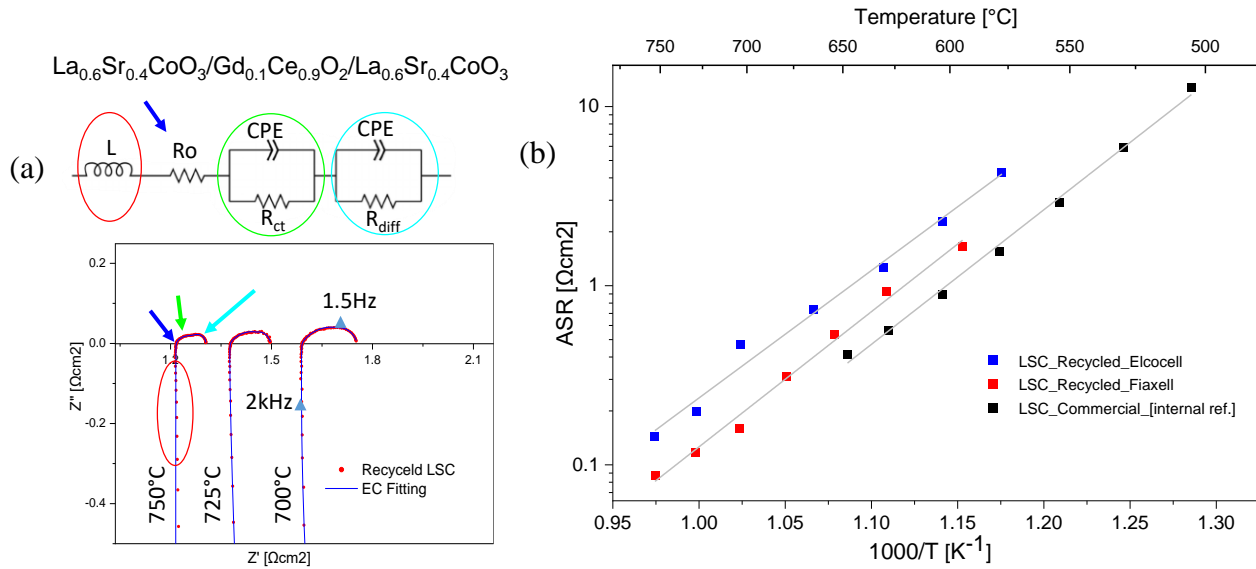 La0.6Sr0.4CoO3/Gd0.1Ce0.9O2/La0.6Sr0.4CoO3
(a)
L
Ro
CPE
CPE
Rct
Rdiff
0.2
0.0
-0.2
-0.4
Z'' [Ωcm2]
1.2
1.5
1.8
2.1
Z' [Ωcm2]
1.5Hz
2kHz
750°C
725°C
700°C
Recyceld LSC
EC Fitting
(b)
Temperature [°C]
750
700
650
600
550
500
10
1
0.1
ASR [Ωcm2]
LSC_Recycled_Elcocell
LSC_Recycled_Fiaxell
LSC_Commercial_[internal ref.]
0.95
1.00
1.05
1.10
1.15
1.20
1.25
1.30
1000/T [K-1]